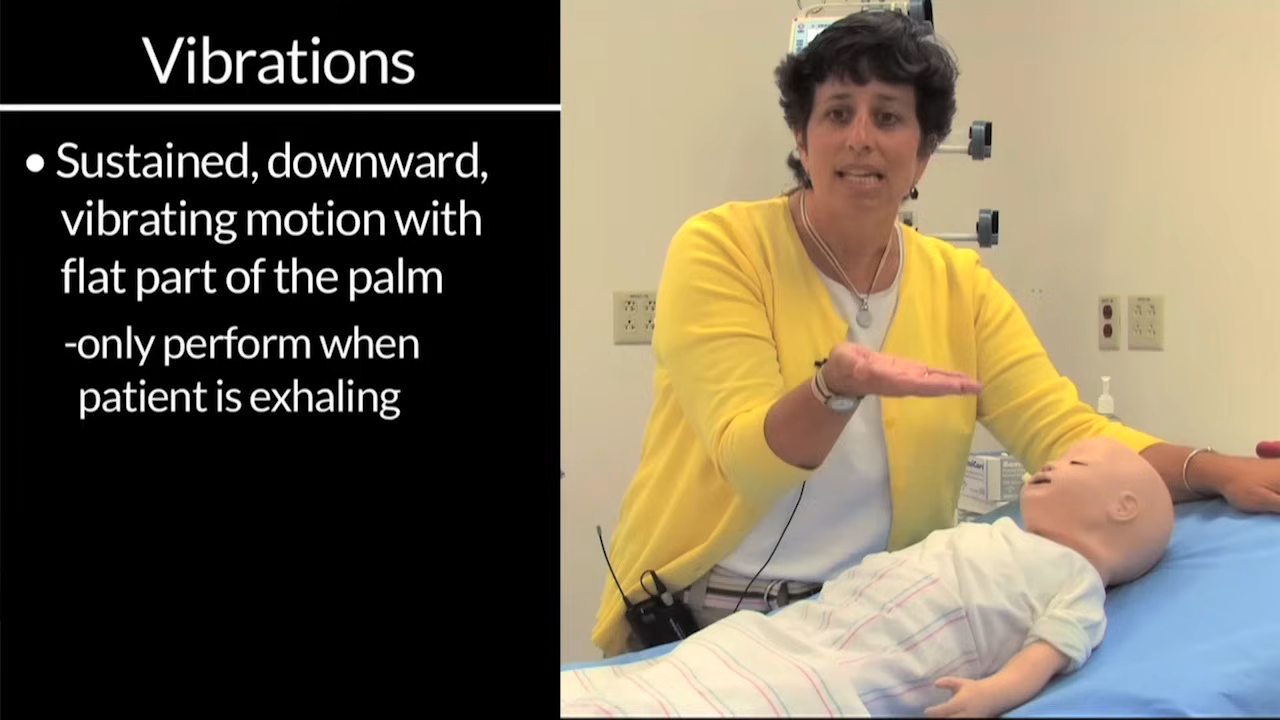 Vibrations
• Sustained, downward,
vibrating motion with
flat part of the palm
-only perform when
patient is exhaling